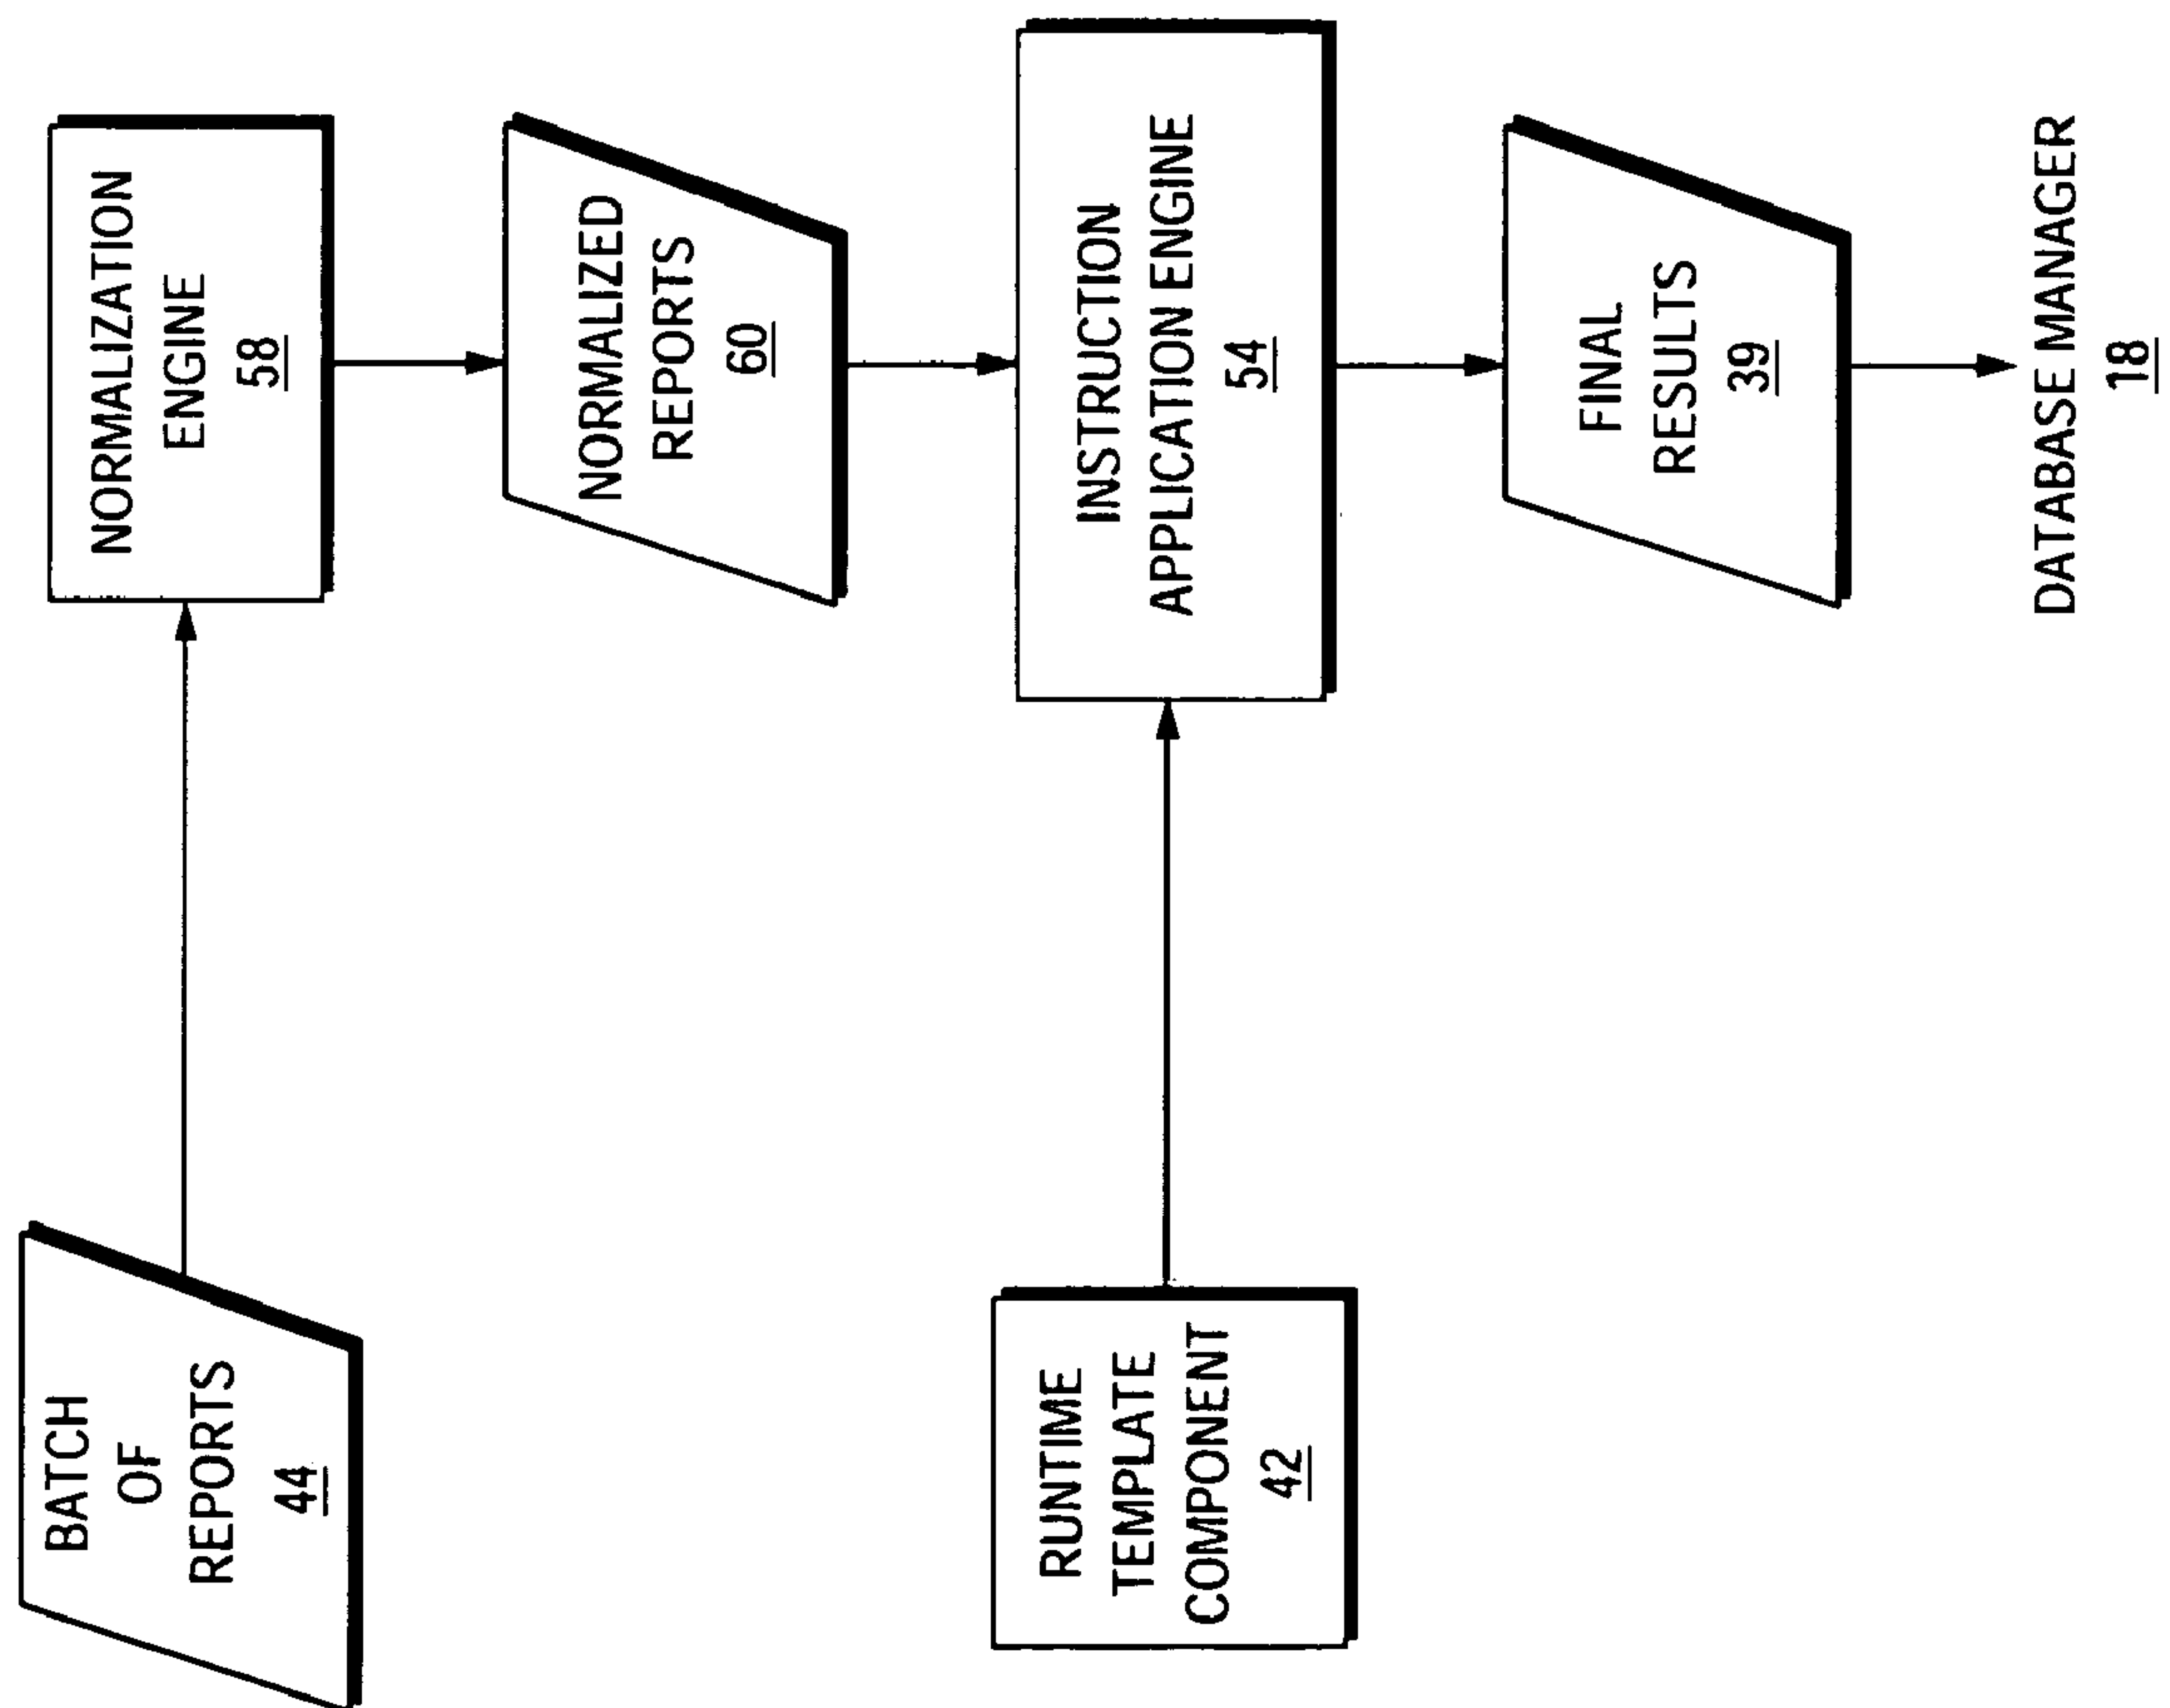 BATCH
OF
REPORTS
44
NORMALIZATION
ENGINE
58
NORMALIZED
REPORTS
60
RUNTIME
TEMPLATE
COMPONENT
42
INSTRUCTION
APPLICATION ENGINE
54
FINAL
RESULTS
39
DATABASE MANAGER
18